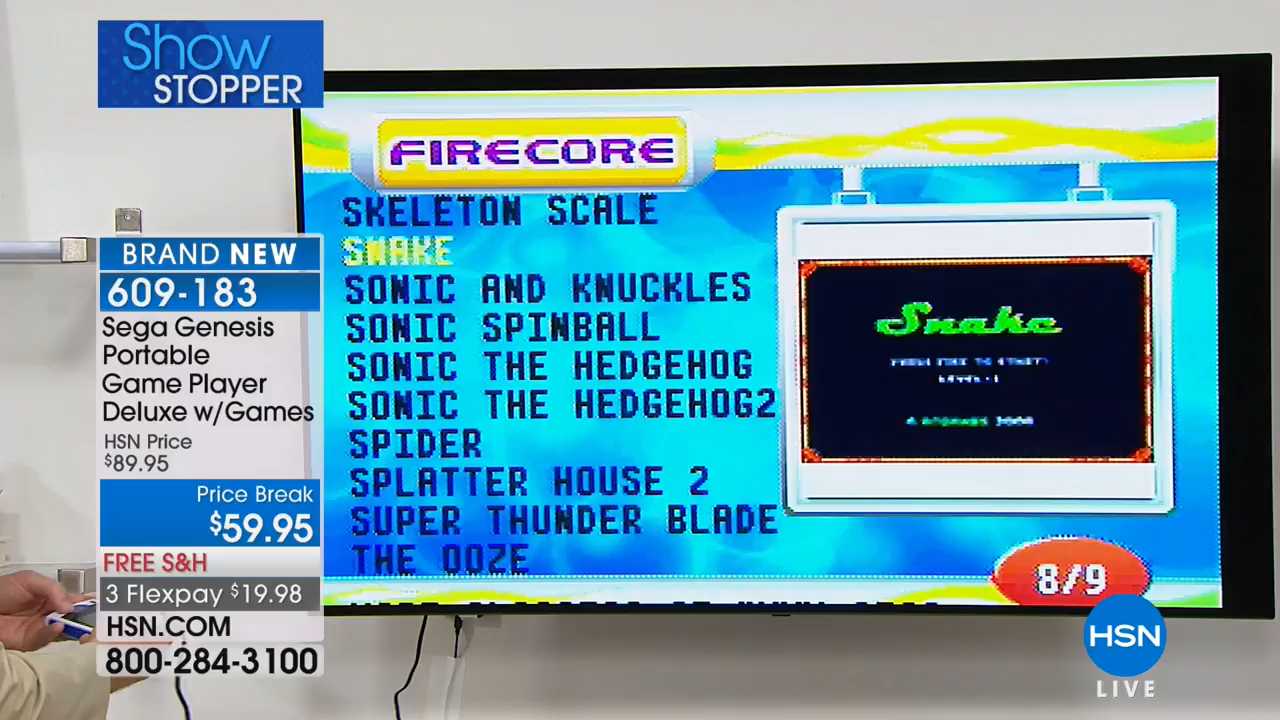 Show
STOPPER
BRAND NEW
609-183
Sega Genesis
Portable
Game Player
Deluxe w/Games
HSN Price
$89.95
Price Break
$59.95
FREE S&H
3 Flexpay $19.98
HSN.COM
800-284-3100
FIRECORE
SKELETON SCALE
SNAKE
SONIC AND KNUCKLES
SONIC SPINBALL
SONIC THE HEDGEHOG
SONIC THE HEDGEHOG2
SPIDER
SPLATTER HOUSE 2
SUPER THUNDER BLADE
THE OOZE
Snake
LEVEL-1
8/9
HSN
LIVE